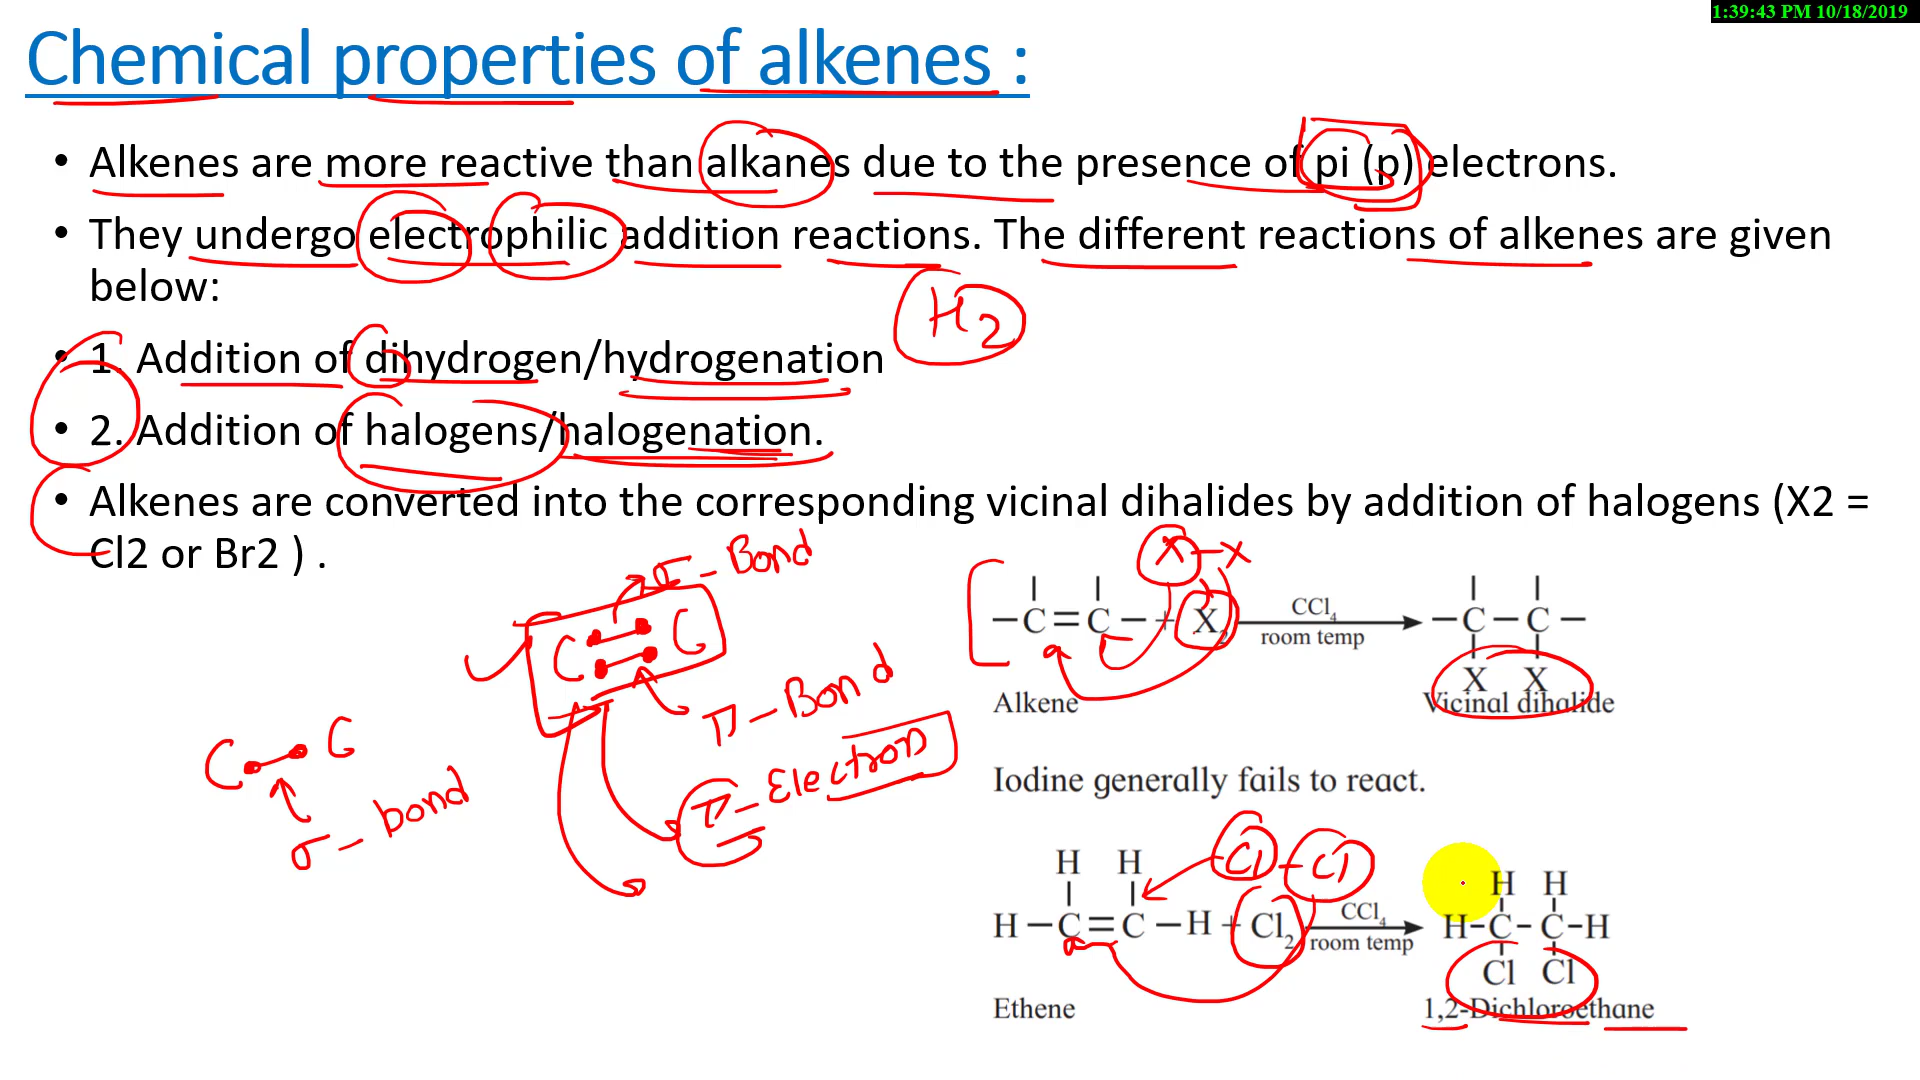 1:39:43 PM 10/18/2019
Chemical properties of alkenes :
• Alkenes are more reactive than alkanes due to the presence of pi (p) electrons.
• They undergo electrophilic addition reactions. The different reactions of alkenes are given
below:
H2
• 1. Addition of dihydrogen/hydrogenation
• 2. Addition of halogens/halogenation.
• Alkenes are converted into the corresponding vicinal dihalides by addition of halogens (X2 =
Cl2 or Br2 ) .
σ - Bond
C C
π - Bond
π - Electron
C C
σ - bond
X - X
– C = C – + X2 CCl4 – C – C –
room temp
X X
Alkene Vicinal dihalide
Iodine generally fails to react.
Cl - Cl
H H H H
H – C = C – H + Cl2 CCl4 H – C – C – H
room temp
Cl Cl
Ethene 1,2-Dichloroethane